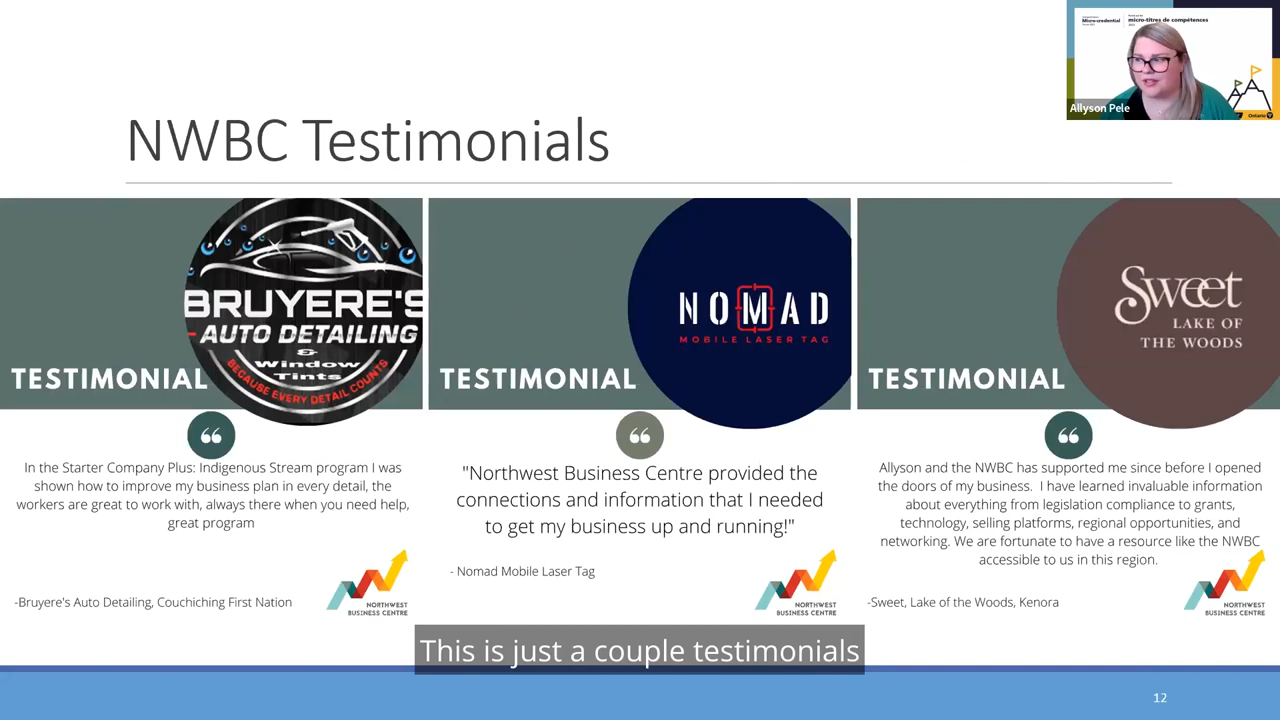 Micro-credential
micro-titres de compétences
Allyson Pele
Ontario
NWBC Testimonials
BRUYERE'S
AUTO DETAILING
&
Window
Tints
BECAUSE EVERY DETAIL COUNTS
TESTIMONIAL
NOMAD
MOBILE LASER TAG
TESTIMONIAL
Sweet
LAKE OF
THE WOODS
TESTIMONIAL
In the Starter Company Plus: Indigenous Stream program I was
shown how to improve my business plan in every detail, the
workers are great to work with, always there when you need help,
great program
-Bruyere's Auto Detailing, Couchiching First Nation
NORTHWEST
BUSINESS CENTRE
"Northwest Business Centre provided the
connections and information that I needed
to get my business up and running!"
- Nomad Mobile Laser Tag
NORTHWEST
BUSINESS CENTRE
Allyson and the NWBC has supported me since before I opened
the doors of my business.  I have learned invaluable information
about everything from legislation compliance to grants,
technology, selling platforms, regional opportunities, and
networking. We are fortunate to have a resource like the NWBC
accessible to us in this region.
-Sweet, Lake of the Woods, Kenora
NORTHWEST
BUSINESS CENTRE
This is just a couple testimonials
12